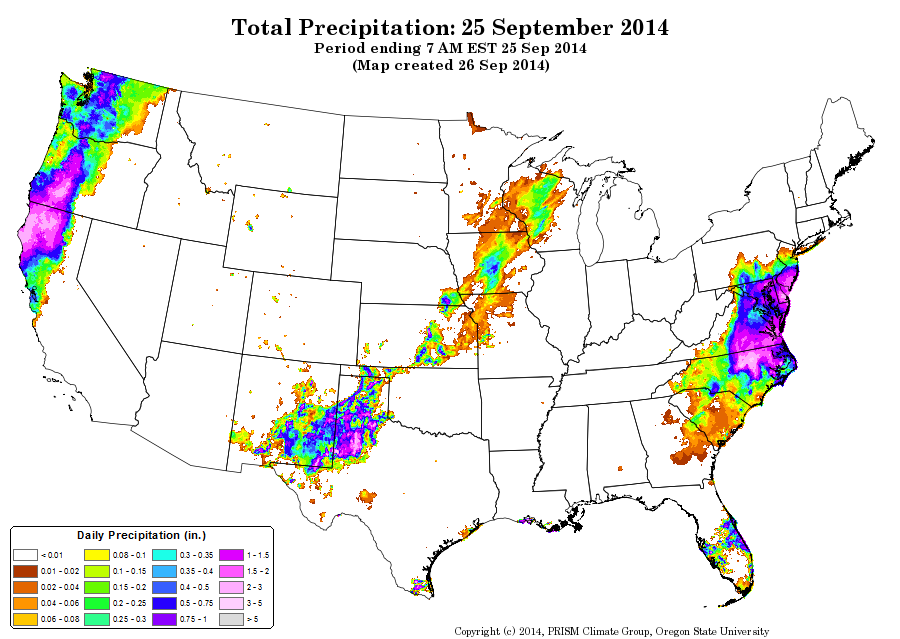 Total Precipitation: 25 September 2014
Period ending 7 AM EST 25 Sep 2014
(Map created 26 Sep 2014)
Daily Precipitation (in.)
< 0.01
0.01 - 0.02
0.02 - 0.04
0.04 - 0.06
0.06 - 0.08
0.08 - 0.1
0.1 - 0.15
0.15 - 0.2
0.2 - 0.25
0.25 - 0.3
0.3 - 0.35
0.35 - 0.4
0.4 - 0.5
0.5 - 0.75
0.75 - 1
1 - 1.5
1.5 - 2
2 - 3
3 - 5
> 5
Copyright (c) 2014, PRISM Climate Group, Oregon State University